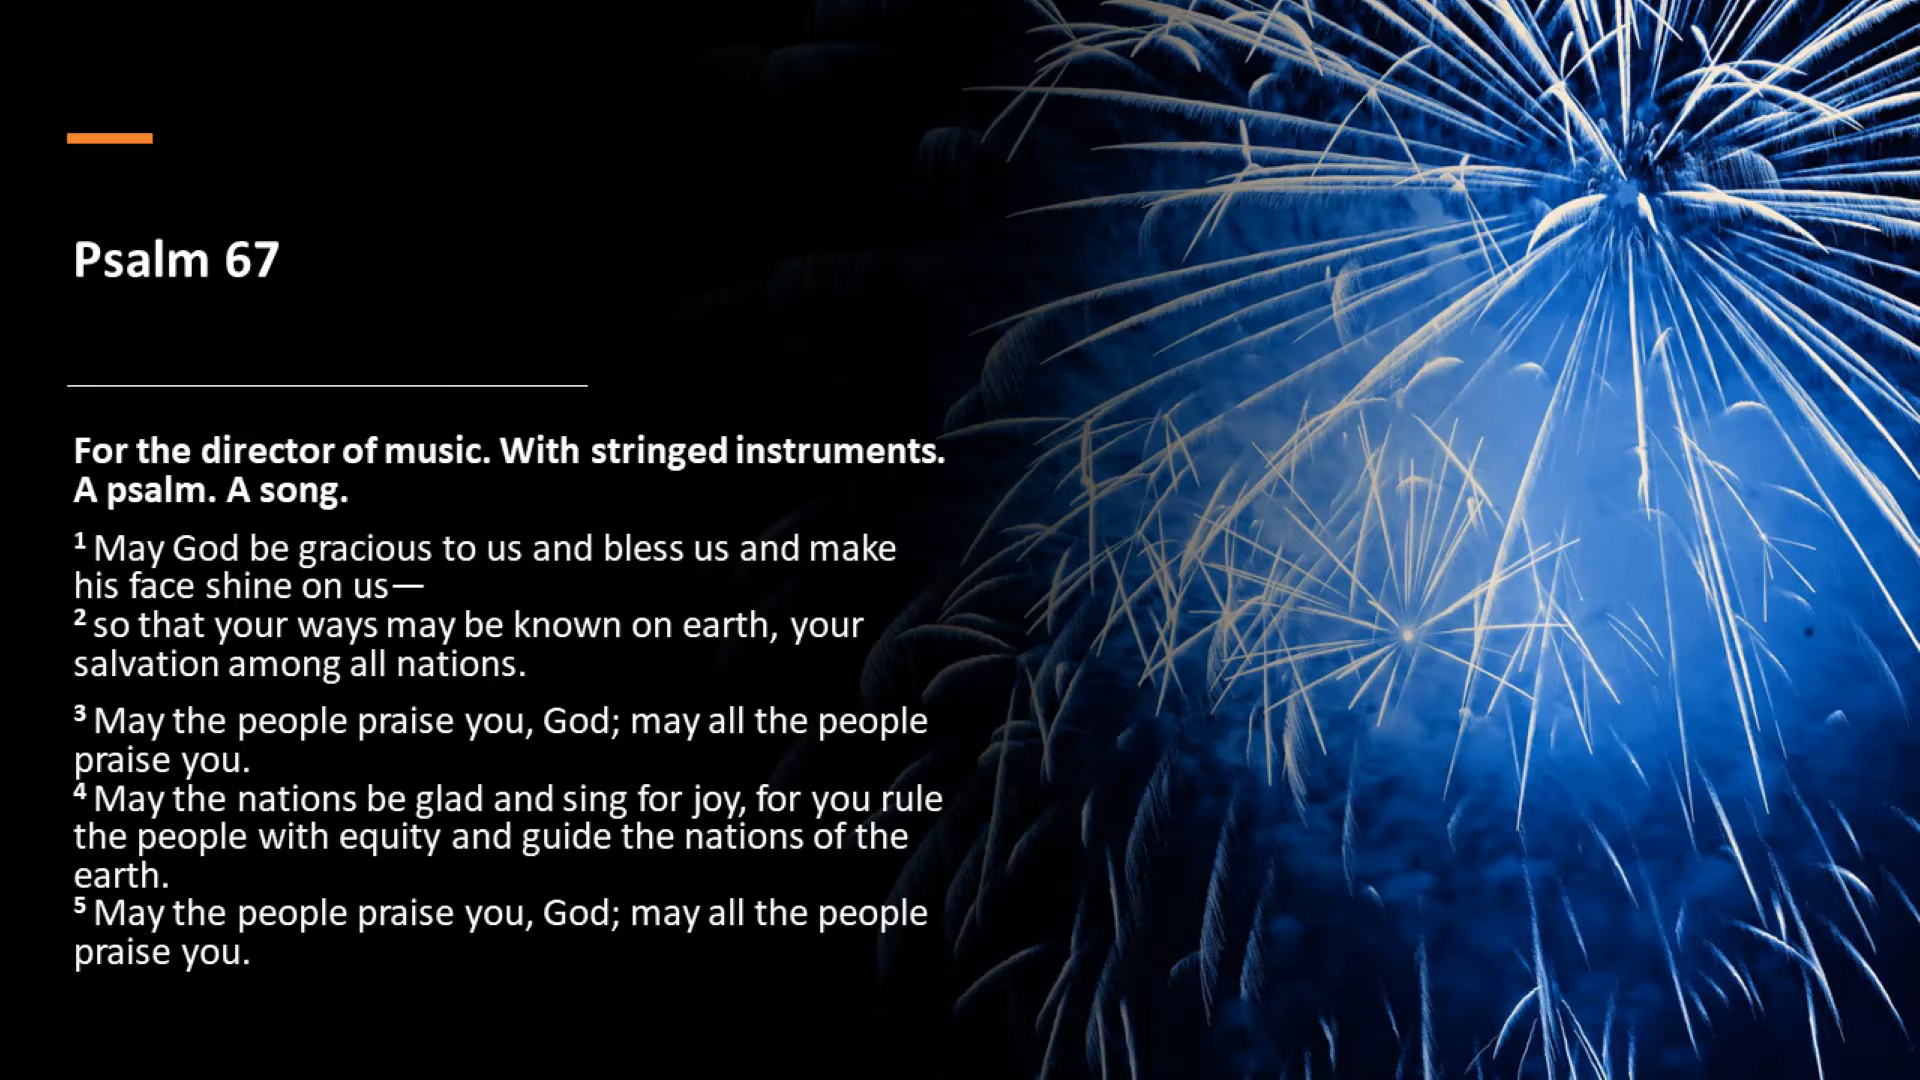 Psalm 67
For the director of music. With stringed instruments.
A psalm. A song.
1 May God be gracious to us and bless us and make
his face shine on us—
2 so that your ways may be known on earth, your
salvation among all nations.
3 May the people praise you, God; may all the people
praise you.
4 May the nations be glad and sing for joy, for you rule
the people with equity and guide the nations of the
earth.
5 May the people praise you, God; may all the people
praise you.